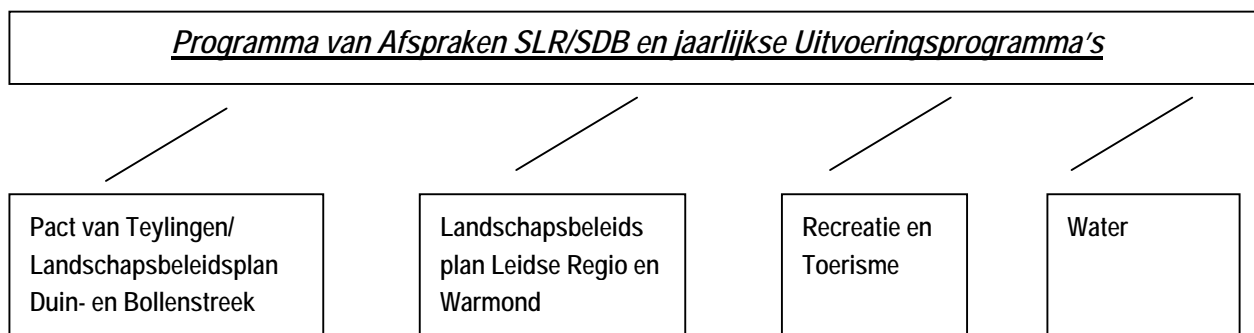 Programma van Afspraken SLR/SDB en jaarlijkse Uitvoeringsprogramma's
Pact van Teylingen/
Landschapsbeleidsplan
Duin- en Bollenstreek
Landschapsbeleids
plan Leidse Regio en
Warmond
Recreatie en
Toerisme
Water